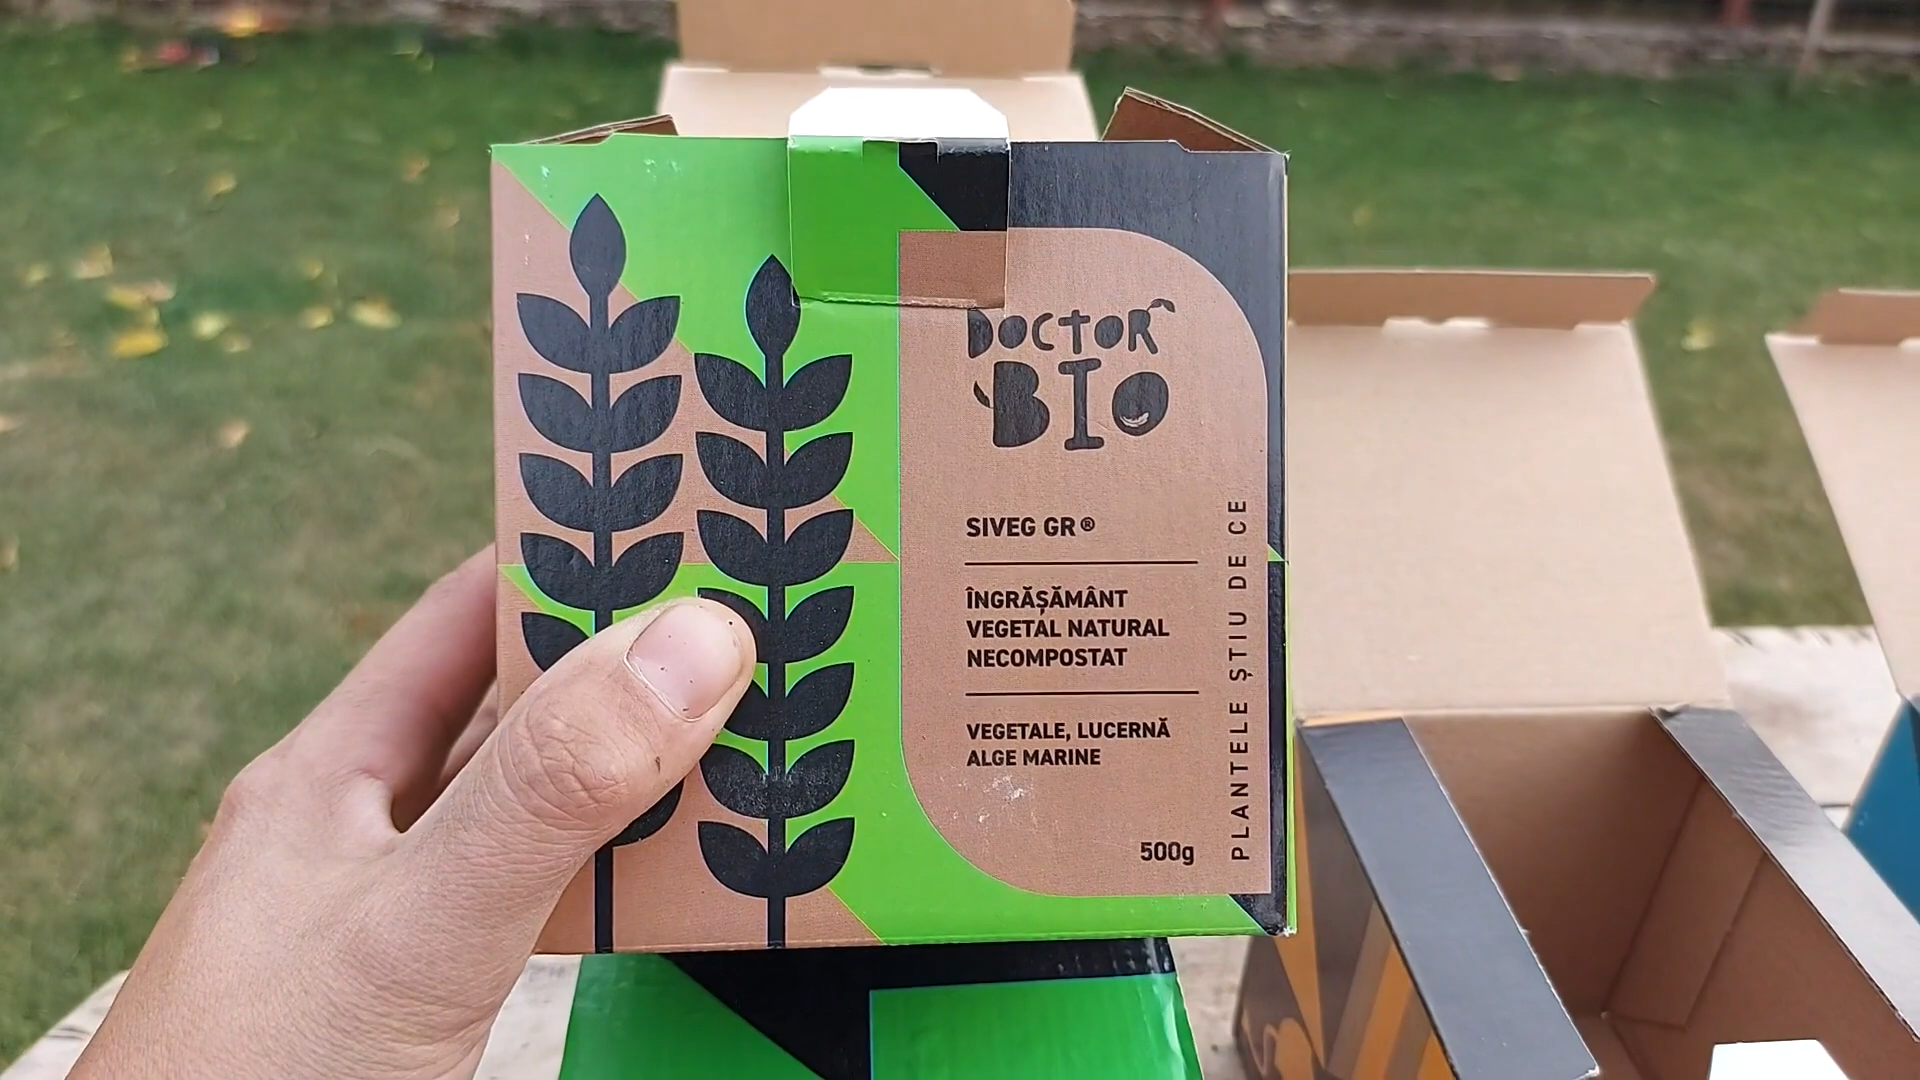 DOCTOR
BIO
SIVEG GR®
ÎNGRĂȘĂMÂNT
VEGETAL NATURAL
NECOMPOSTAT
VEGETALE, LUCERNĂ
ALGE MARINE
500g
PLANTELE ȘTIU DE CE